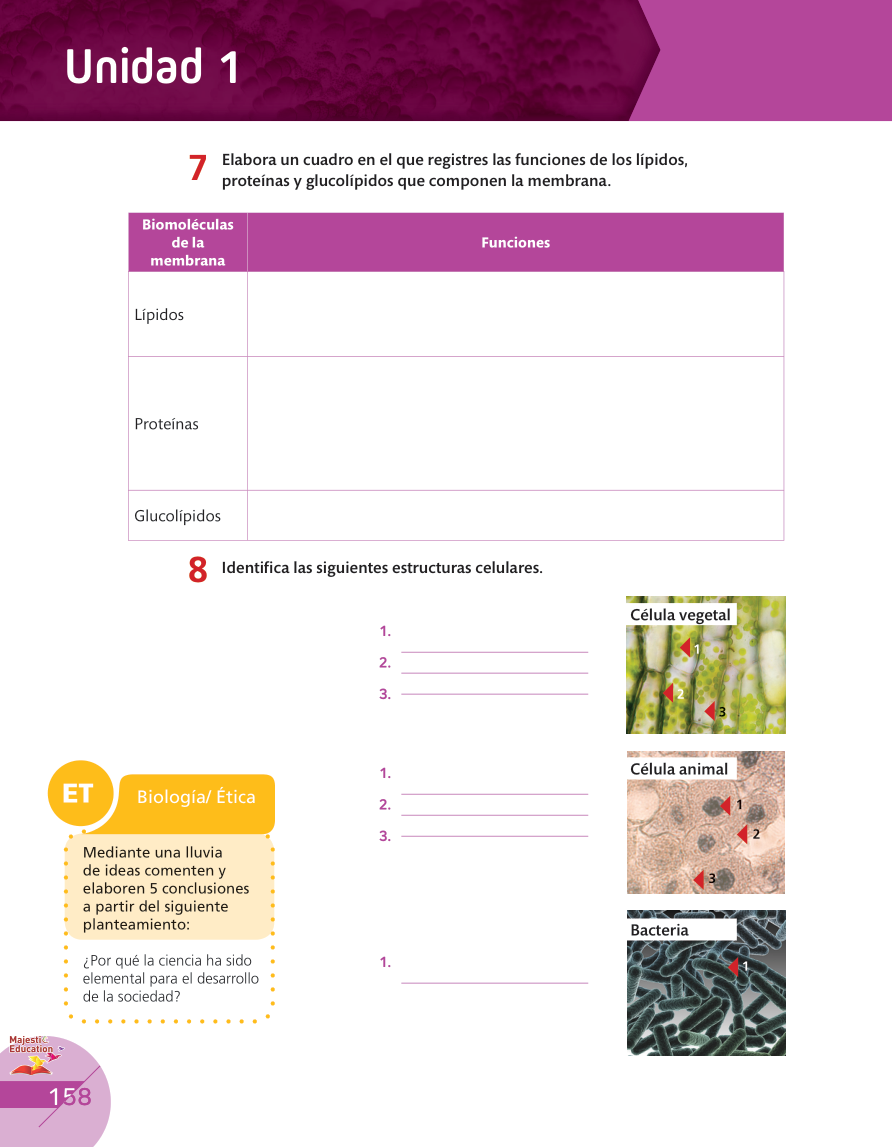 Unidad 1
7
Elabora un cuadro en el que registres las funciones de los lípidos,
proteínas y glucolípidos que componen la membrana.
Biomoléculas
de la
membrana
Funciones
Lípidos
Proteínas
Glucolípidos
8
Identifica las siguientes estructuras celulares.
1.
2.
3.
Célula vegetal
1
2
3
1.
2.
3.
Célula animal
1
2
3
1.
Bacteria
1
ET
Biología/ Ética
Mediante una lluvia
de ideas comenten y
elaboren 5 conclusiones
a partir del siguiente
planteamiento:
¿Por qué la ciencia ha sido
elemental para el desarrollo
de la sociedad?
Majestic
Education
158